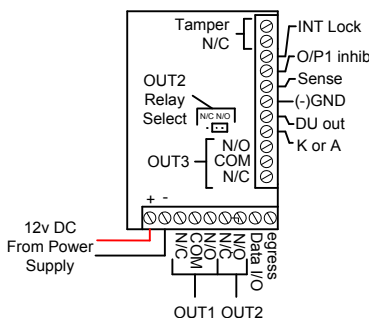 Tamper
N/C
INT Lock
O/P1 inhib
Sense
(-)GND
DU out
K or A
OUT2
Relay
Select
N/C N/O
OUT3
N/O
COM
N/C
+ -
12v DC
From Power
Supply
N/C
COM
N/O
N/C
N/O
Data I/O
egress
OUT1 OUT2